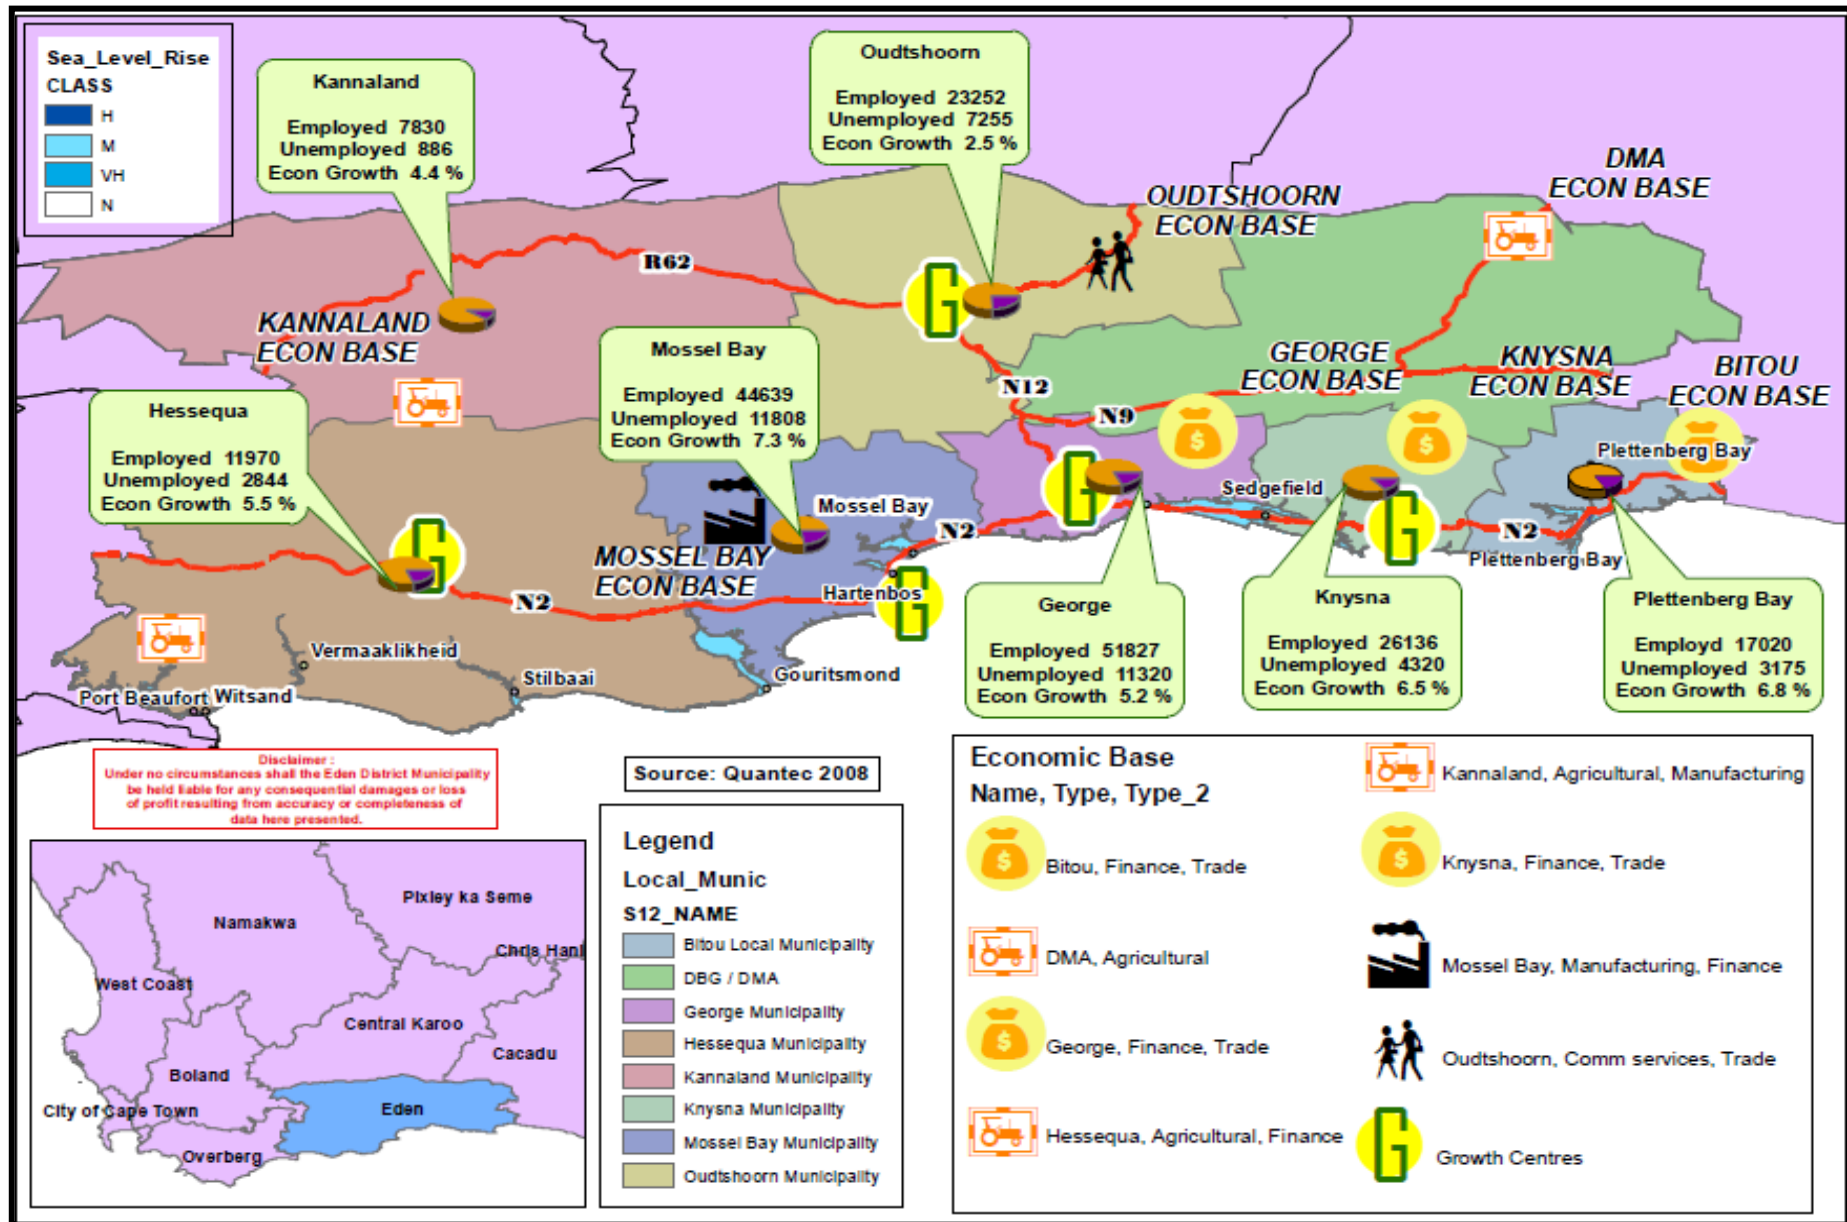 Sea_Level_Rise
CLASS
H
M
VH
N
Kannaland
Employed 7830
Unemployed 886
Econ Growth 4.4 %
Oudtshoorn
Employed 23252
Unemployed 7255
Econ Growth 2.5 %
DMA
ECON BASE
OUDTSHOORN
ECON BASE
R62
KANNALAND
ECON BASE
Mossel Bay
Employed 44639
Unemployed 11808
Econ Growth 7.3 %
N12
N9
GEORGE
ECON BASE
KNYSNA
ECON BASE
BITOU
ECON BASE
Hessequa
Employed 11970
Unemployed 2844
Econ Growth 5.5 %
G
G
G
G
G
Plettenberg Bay
Sedgefield
Mossel Bay
N2
N2
Plettenberg Bay
MOSSEL BAY
ECON BASE
Hartenbos
N2
George
Employed 51827
Unemployed 11320
Econ Growth 5.2 %
Knysna
Employed 26136
Unemployed 4320
Econ Growth 6.5 %
Plettenberg Bay
Employd 17020
Unemployed 3175
Econ Growth 6.8 %
Vermaaklikheid
Stilbaai
Gouritsmond
Port Beaufort
Witsand
Disclaimer :
Under no circumstances shall the Eden District Municipality
be held liable for any consequential damages or loss
of profit resulting from accuracy or completeness of
data here presented.
Source: Quantec 2008
Namakwa
Pixley ka Seme
Chris Hani
West Coast
Central Karoo
Cacadu
Boland
City of Cape Town
Eden
Overberg
Legend
Local_Munic
S12_NAME
Bitou Local Municipality
DBG / DMA
George Municipality
Hessequa Municipality
Kannaland Municipality
Knysna Municipality
Mossel Bay Municipality
Oudtshoorn Municipality
Economic Base
Name, Type, Type_2
Bitou, Finance, Trade
DMA, Agricultural
George, Finance, Trade
Hessequa, Agricultural, Finance
Kannaland, Agricultural, Manufacturing
Knysna, Finance, Trade
Mossel Bay, Manufacturing, Finance
Oudtshoorn, Comm services, Trade
G
Growth Centres